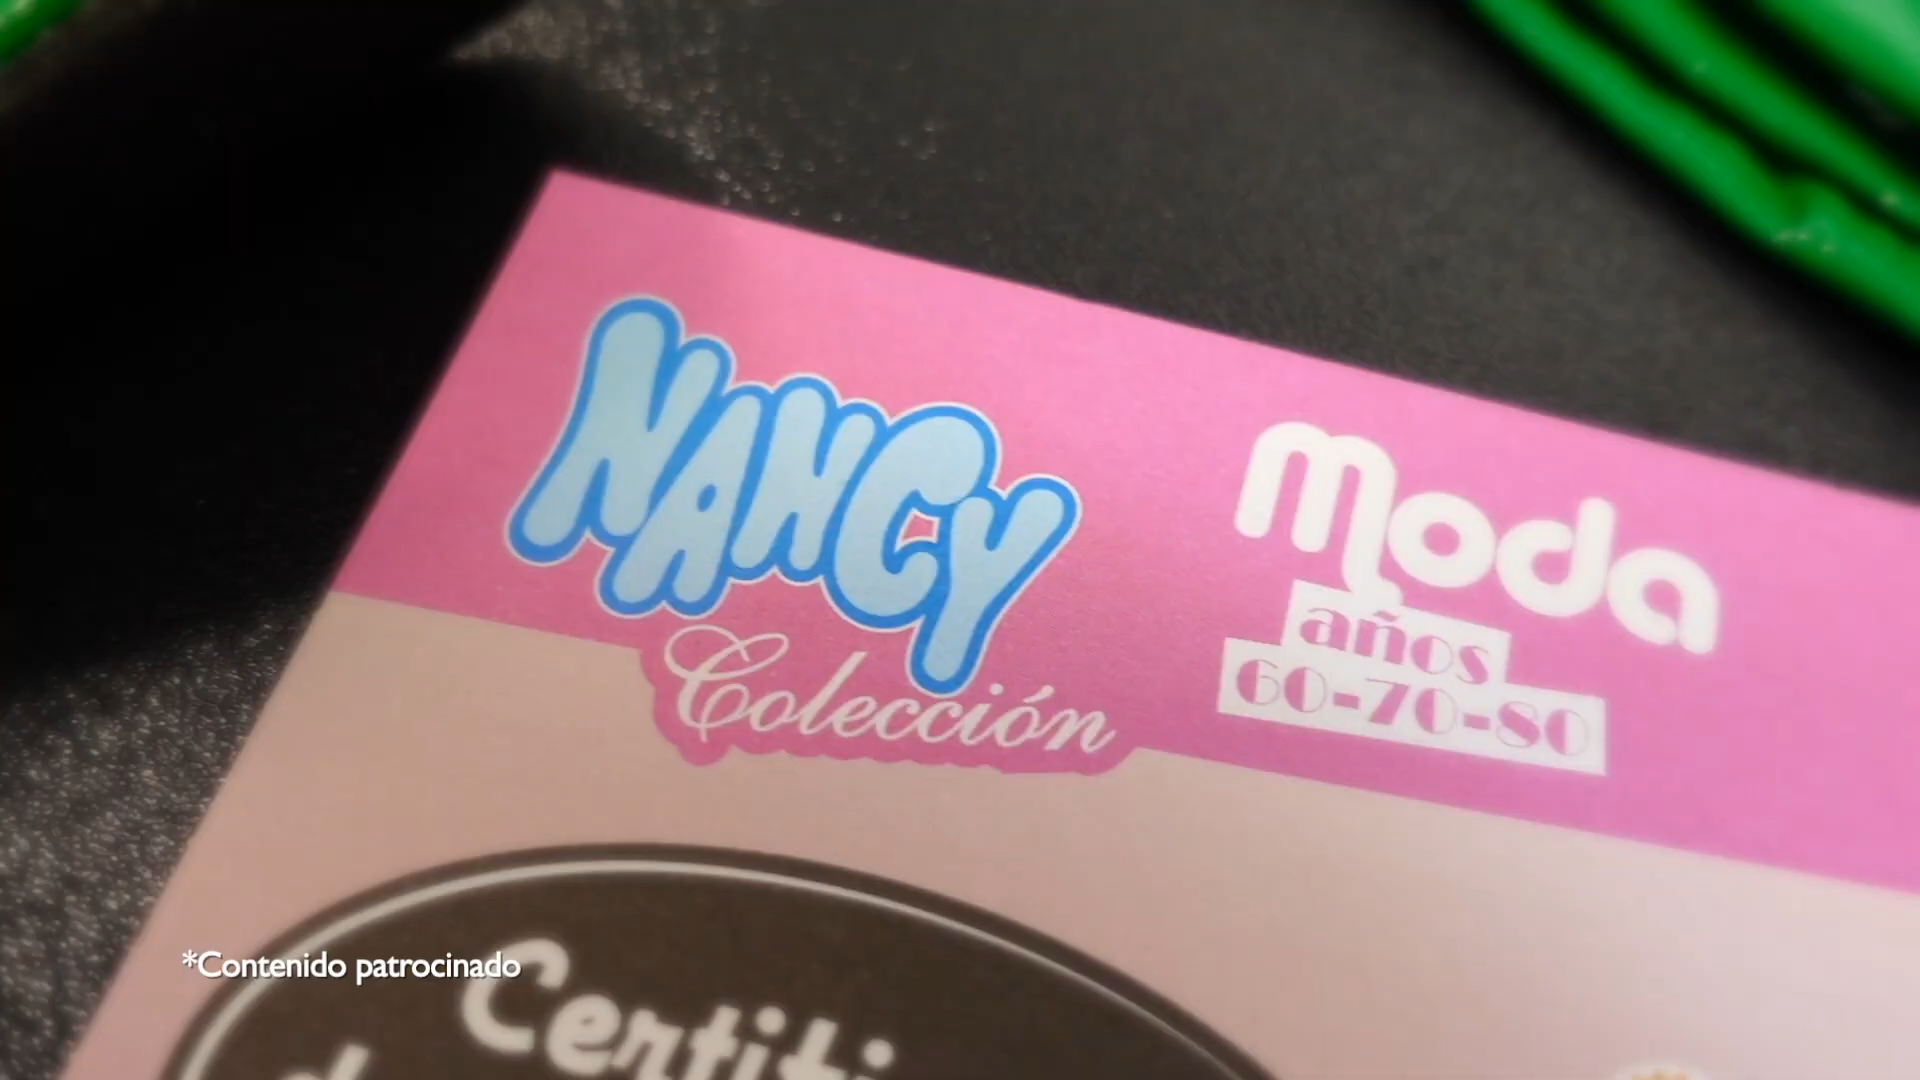 NANCY
Colección
Moda
años
60-70-80
*Contenido patrocinado